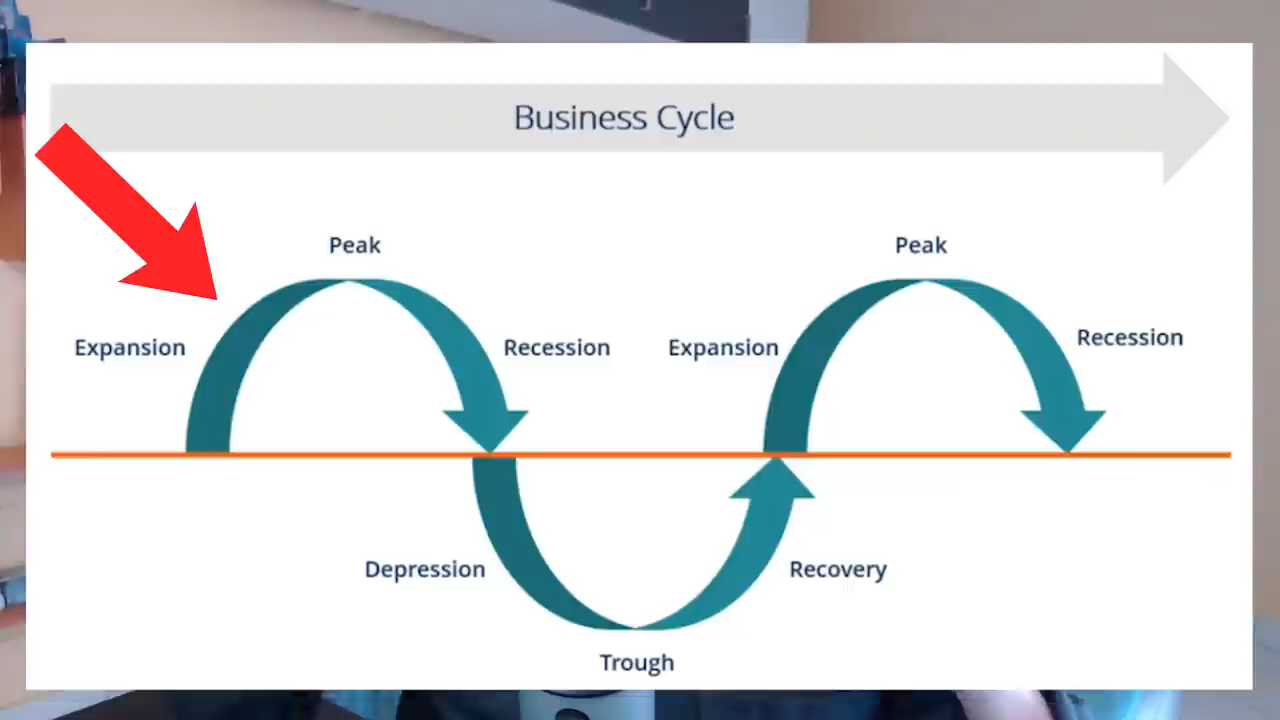 Business Cycle
Peak
Peak
Expansion
Recession
Expansion
Recession
Depression
Recovery
Trough